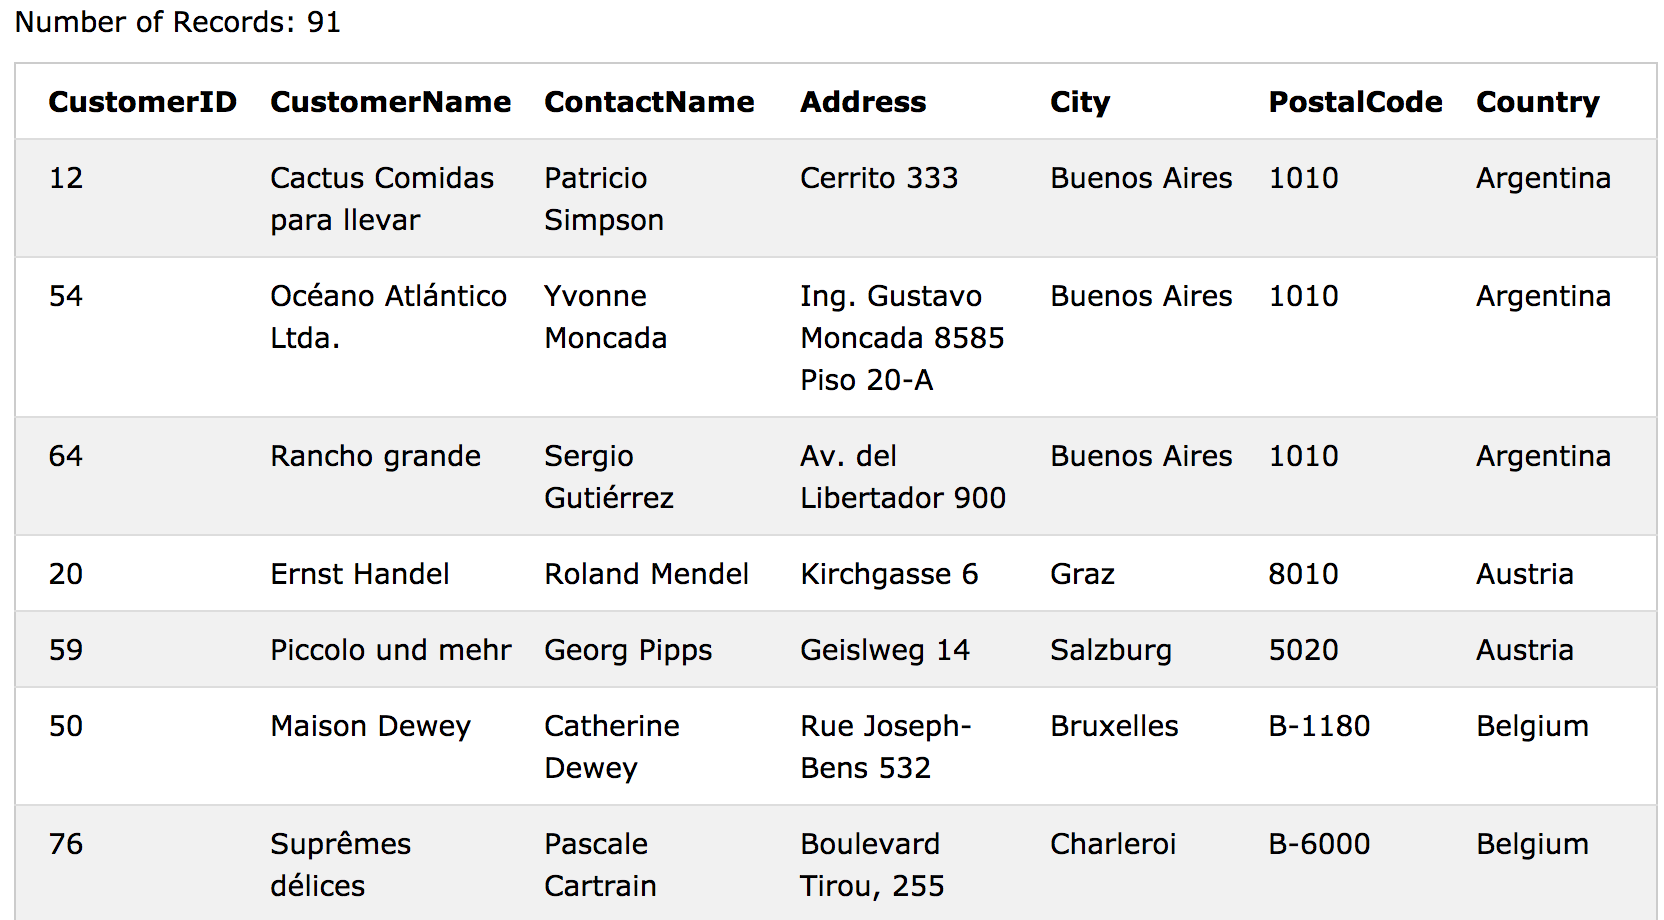 Number of Records: 91
CustomerID CustomerName ContactName Address City PostalCode Country
12 Cactus Comidas Patricio Cerrito 333 Buenos Aires 1010 Argentina
para llevar Simpson
54 Océano Atlántico Yvonne Ing. Gustavo Buenos Aires 1010 Argentina
Ltda. Moncada Moncada 8585
Piso 20-A
64 Rancho grande Sergio Av. del Buenos Aires 1010 Argentina
Gutiérrez Libertador 900
20 Ernst Handel Roland Mendel Kirchgasse 6 Graz 8010 Austria
59 Piccolo und mehr Georg Pipps Geislweg 14 Salzburg 5020 Austria
50 Maison Dewey Catherine Rue Joseph- Bruxelles B-1180 Belgium
Dewey Bens 532
76 Suprêmes Pascale Boulevard Charleroi B-6000 Belgium
délices Cartrain Tirou, 255